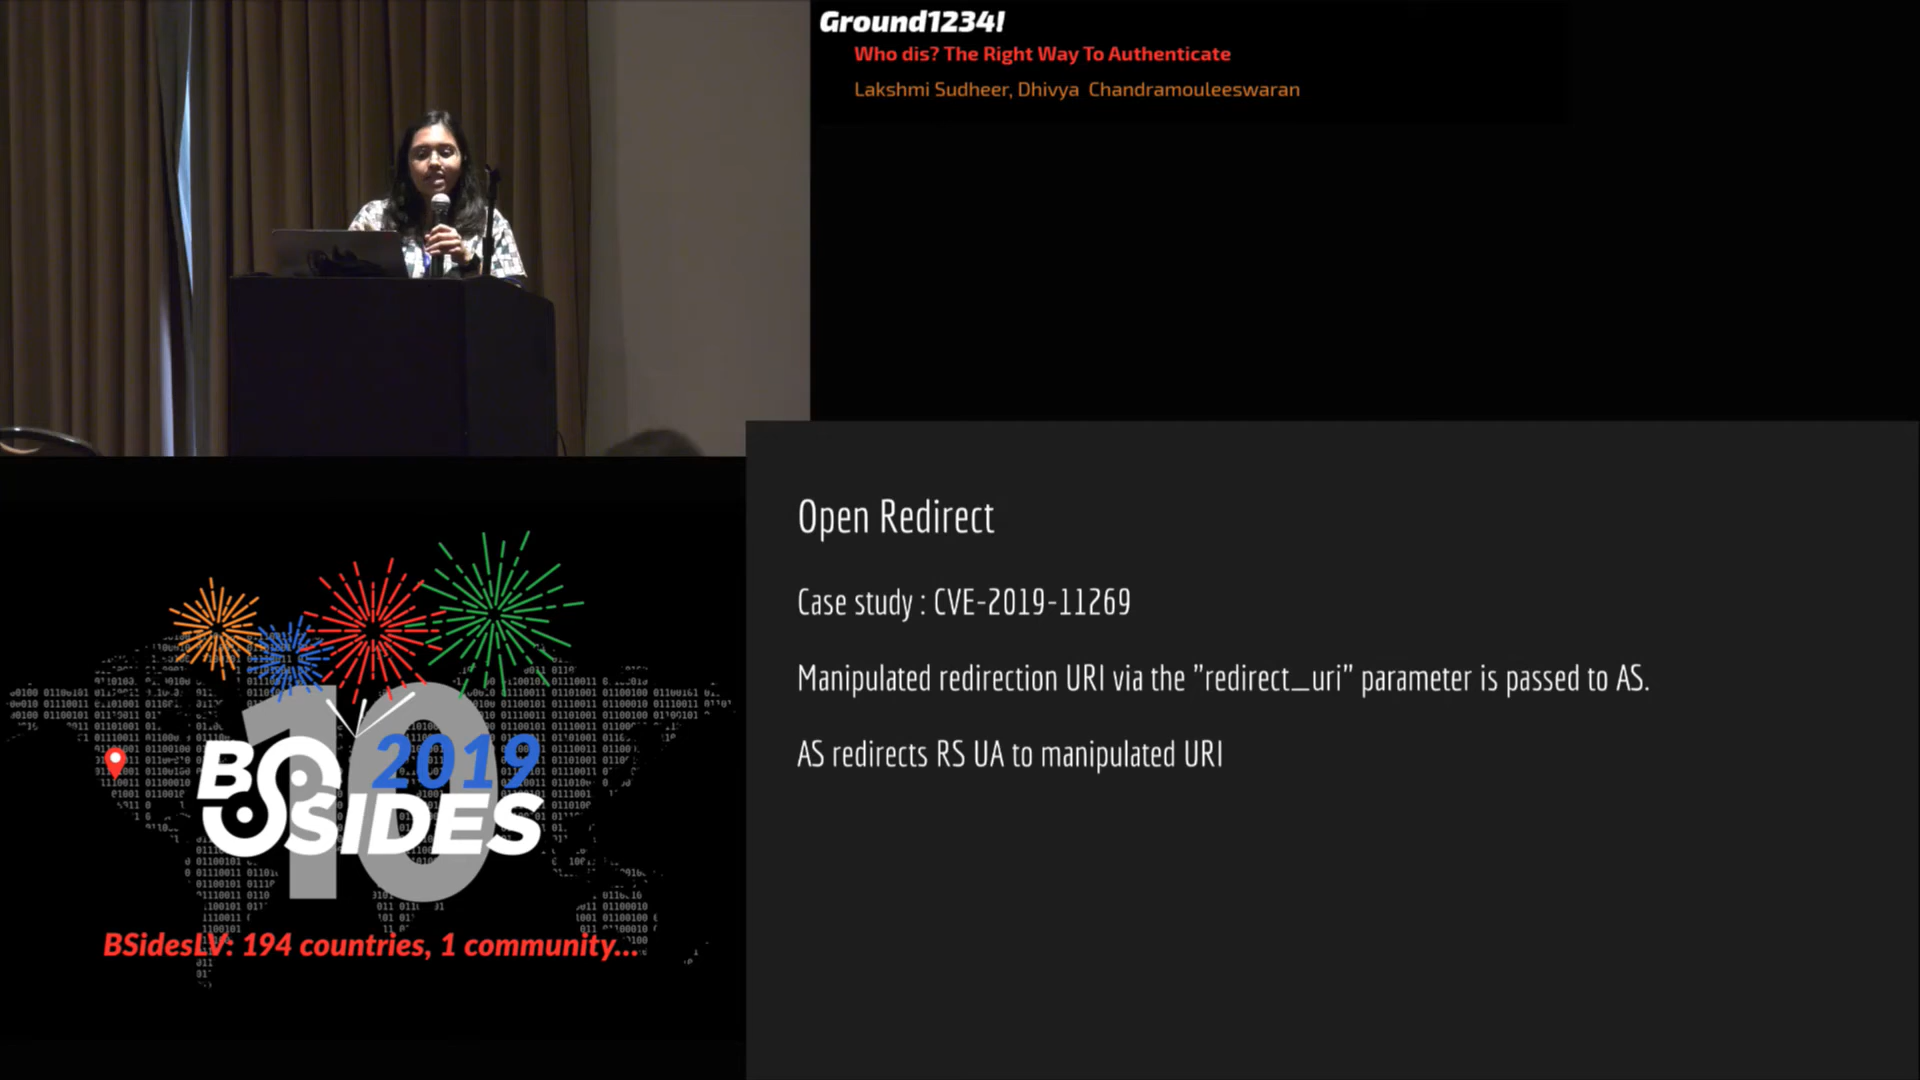 Ground1234!
Who dis? The Right Way To Authenticate
Lakshmi Sudheer, Dhivya Chandramouleeswaran
Open Redirect
Case study : CVE-2019-11269
Manipulated redirection URI via the "redirect_uri" parameter is passed to AS.
AS redirects RS UA to manipulated URI
10
2019
BSIDES
BSidesLV: 194 countries, 1 community...